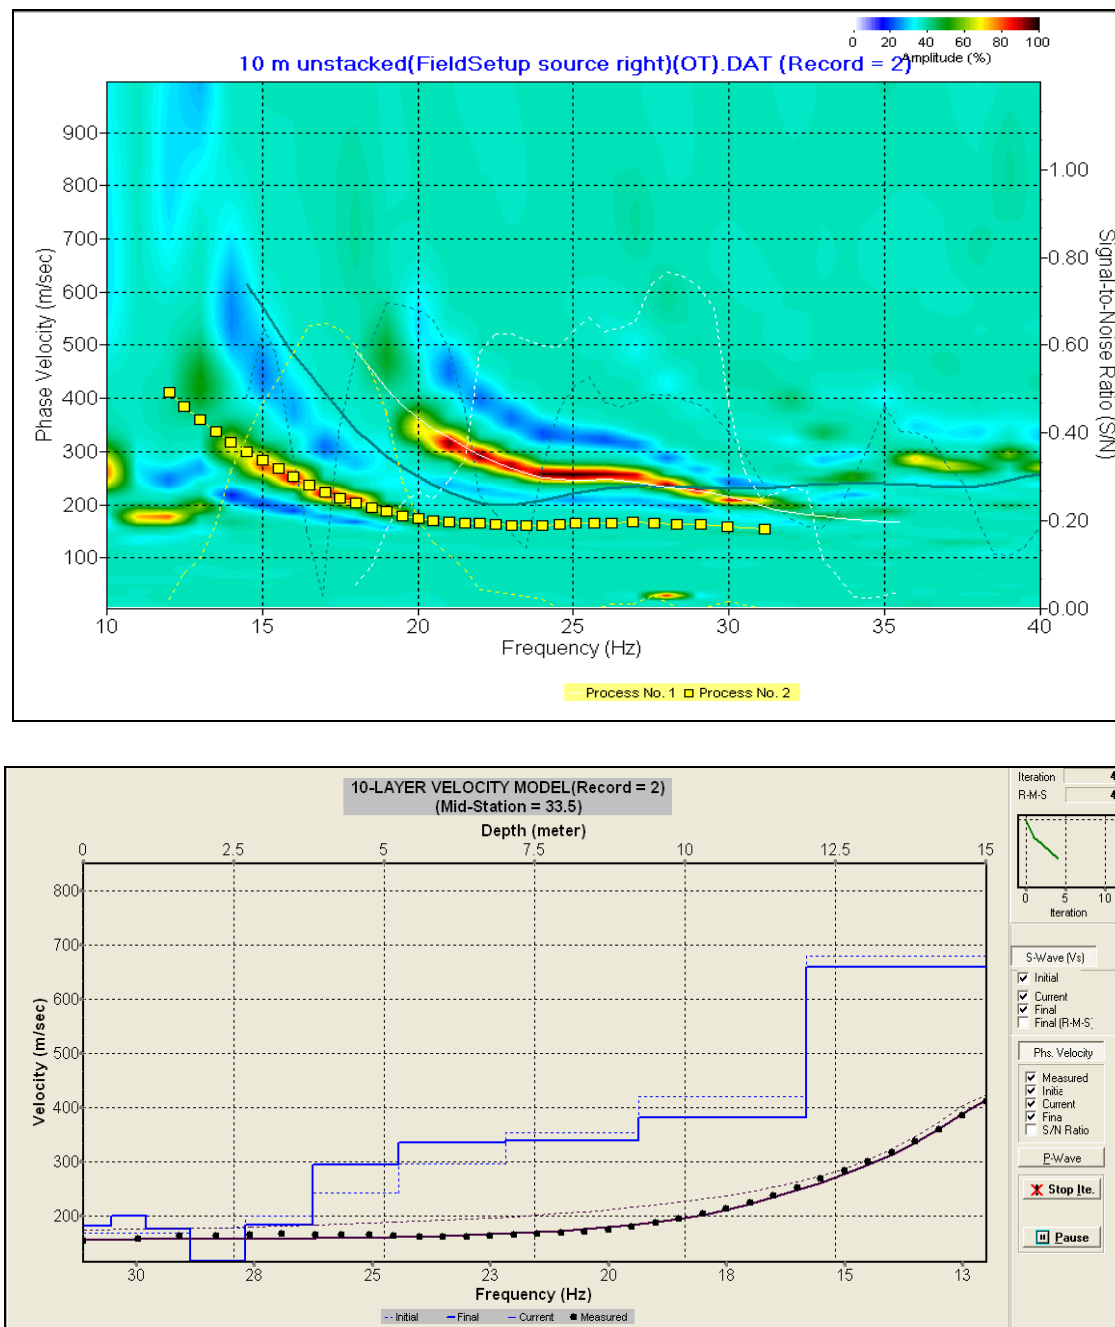 0 20 40 60 80 100
Amplitude (%)
10 m unstacked(FieldSetup source right)(OT).DAT (Record = 2)
Phase Velocity (m/sec)
900
800
700
600
500
400
300
200
100
1.00
0.80
0.60
0.40
0.20
0.00
Signal-to-Noise Ratio (S/N)
10 15 20 25 30 35 40
Frequency (Hz)
Process No. 1 Process No. 2
10-LAYER VELOCITY MODEL(Record = 2)
(Mid-Station = 33.5)
Depth (meter)
0 2.5 5 7.5 10 12.5 15
Velocity (m/sec)
800
700
600
500
400
300
200
30 28 25 23 20 18 15 13
Frequency (Hz)
Initial Final Current Measured
Iteration 4
R-M-S 4
0 5 10
Iteration
S-Wave (Vs)
Initial
Current
Final
Final (R-M-S)
Phs. Velocity
Measured
Initia
Current
Fina
S/N Ratio
P-Wave
Stop Ite.
Pause